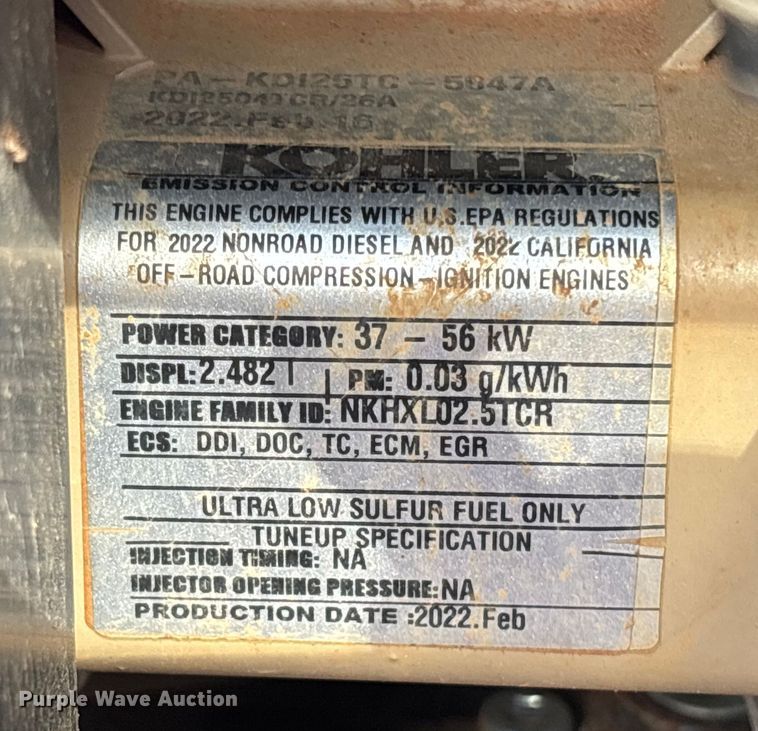 PA-KDI25TC-5047A
KDI2504TCR/26A
2022.Feb.16
KOHLER
EMISSION CONTROL INFORMATION
THIS ENGINE COMPLIES WITH U.S.EPA REGULATIONS
FOR 2022 NONROAD DIESEL AND 2022 CALIFORNIA
OFF-ROAD COMPRESSION-IGNITION ENGINES
POWER CATEGORY: 37 - 56 kW
DISPL: 2.482 l PM: 0.03 g/kWh
ENGINE FAMILY ID: NKHXL02.5TCR
ECS: DDI, DOC, TC, ECM, EGR
ULTRA LOW SULFUR FUEL ONLY
TUNEUP SPECIFICATION
INJECTION TIMING: NA
INJECTOR OPENING PRESSURE: NA
PRODUCTION DATE :2022.Feb
Purple Wave Auction